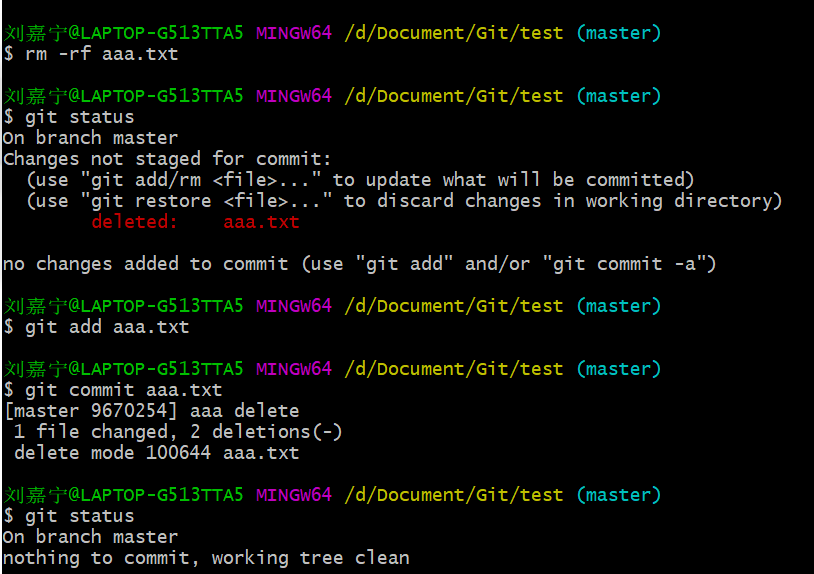 刘嘉宁@LAPTOP-G513TTA5 MINGW64 /d/Document/Git/test (master)
$ rm -rf aaa.txt
刘嘉宁@LAPTOP-G513TTA5 MINGW64 /d/Document/Git/test (master)
$ git status
On branch master
Changes not staged for commit:
  (use "git add/rm <file>..." to update what will be committed)
  (use "git restore <file>..." to discard changes in working directory)
        deleted:    aaa.txt
no changes added to commit (use "git add" and/or "git commit -a")
刘嘉宁@LAPTOP-G513TTA5 MINGW64 /d/Document/Git/test (master)
$ git add aaa.txt
刘嘉宁@LAPTOP-G513TTA5 MINGW64 /d/Document/Git/test (master)
$ git commit aaa.txt
[master 9670254] aaa delete
 1 file changed, 2 deletions(-)
 delete mode 100644 aaa.txt
刘嘉宁@LAPTOP-G513TTA5 MINGW64 /d/Document/Git/test (master)
$ git status
On branch master
nothing to commit, working tree clean